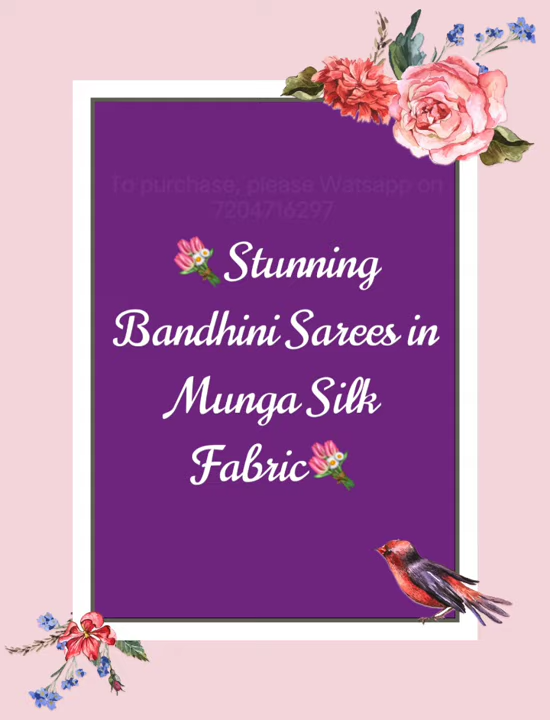 To purchase, please Watsapp on
7204716297
💐Stunning
Bandhini Sarees in
Munga Silk
Fabric💐